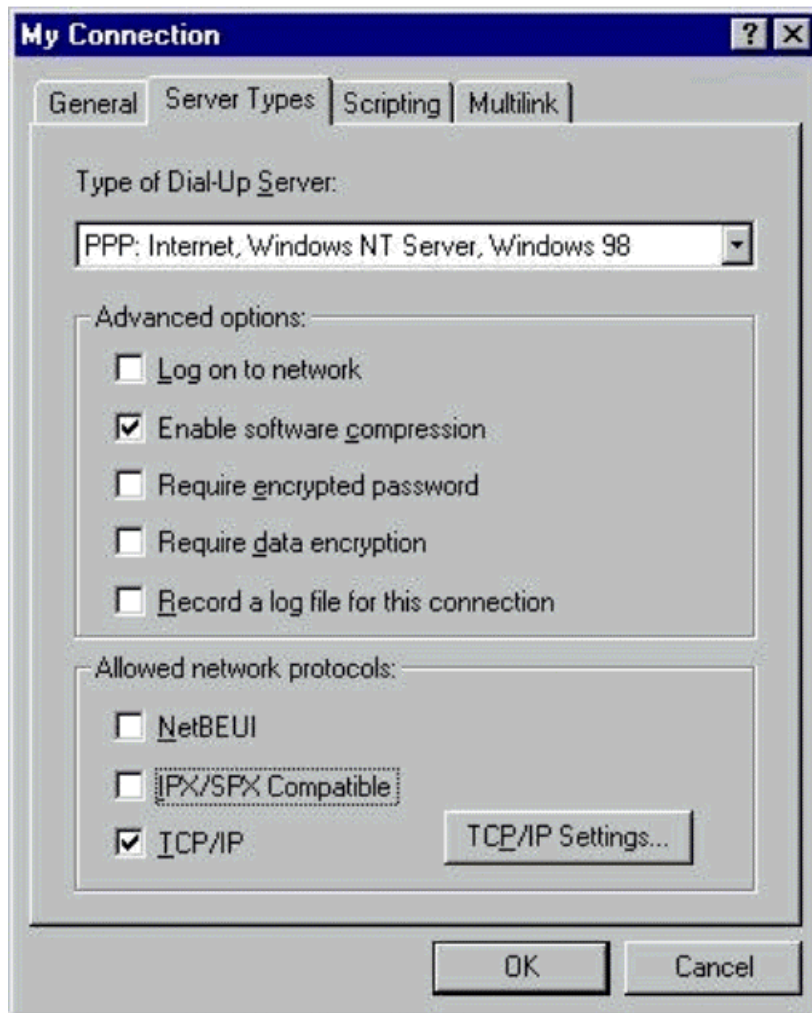 My Connection
General
Server Types
Scripting
Multilink
Type of Dial-Up Server:
PPP: Internet, Windows NT Server, Windows 98
Advanced options:
Log on to network
Enable software compression
Require encrypted password
Require data encryption
Record a log file for this connection
Allowed network protocols:
NetBEUI
IPX/SPX Compatible
TCP/IP
TCP/IP Settings...
OK
Cancel